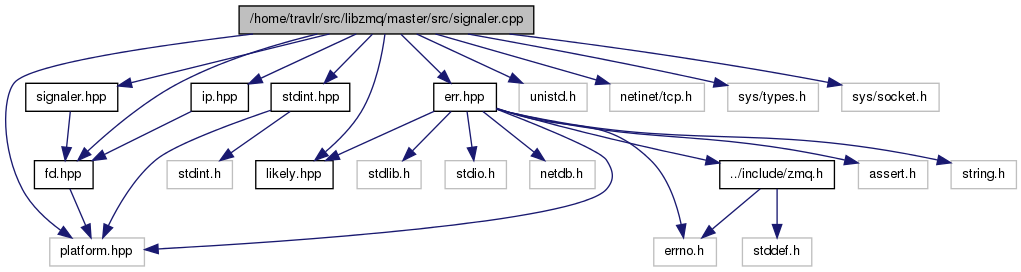 /home/travlr/src/libzmq/master/src/signaler.cpp
signaler.hpp
ip.hpp
stdint.hpp
err.hpp
unistd.h
netinet/tcp.h
sys/types.h
sys/socket.h
fd.hpp
stdint.h
likely.hpp
stdlib.h
stdio.h
netdb.h
../include/zmq.h
assert.h
string.h
platform.hpp
errno.h
stddef.h